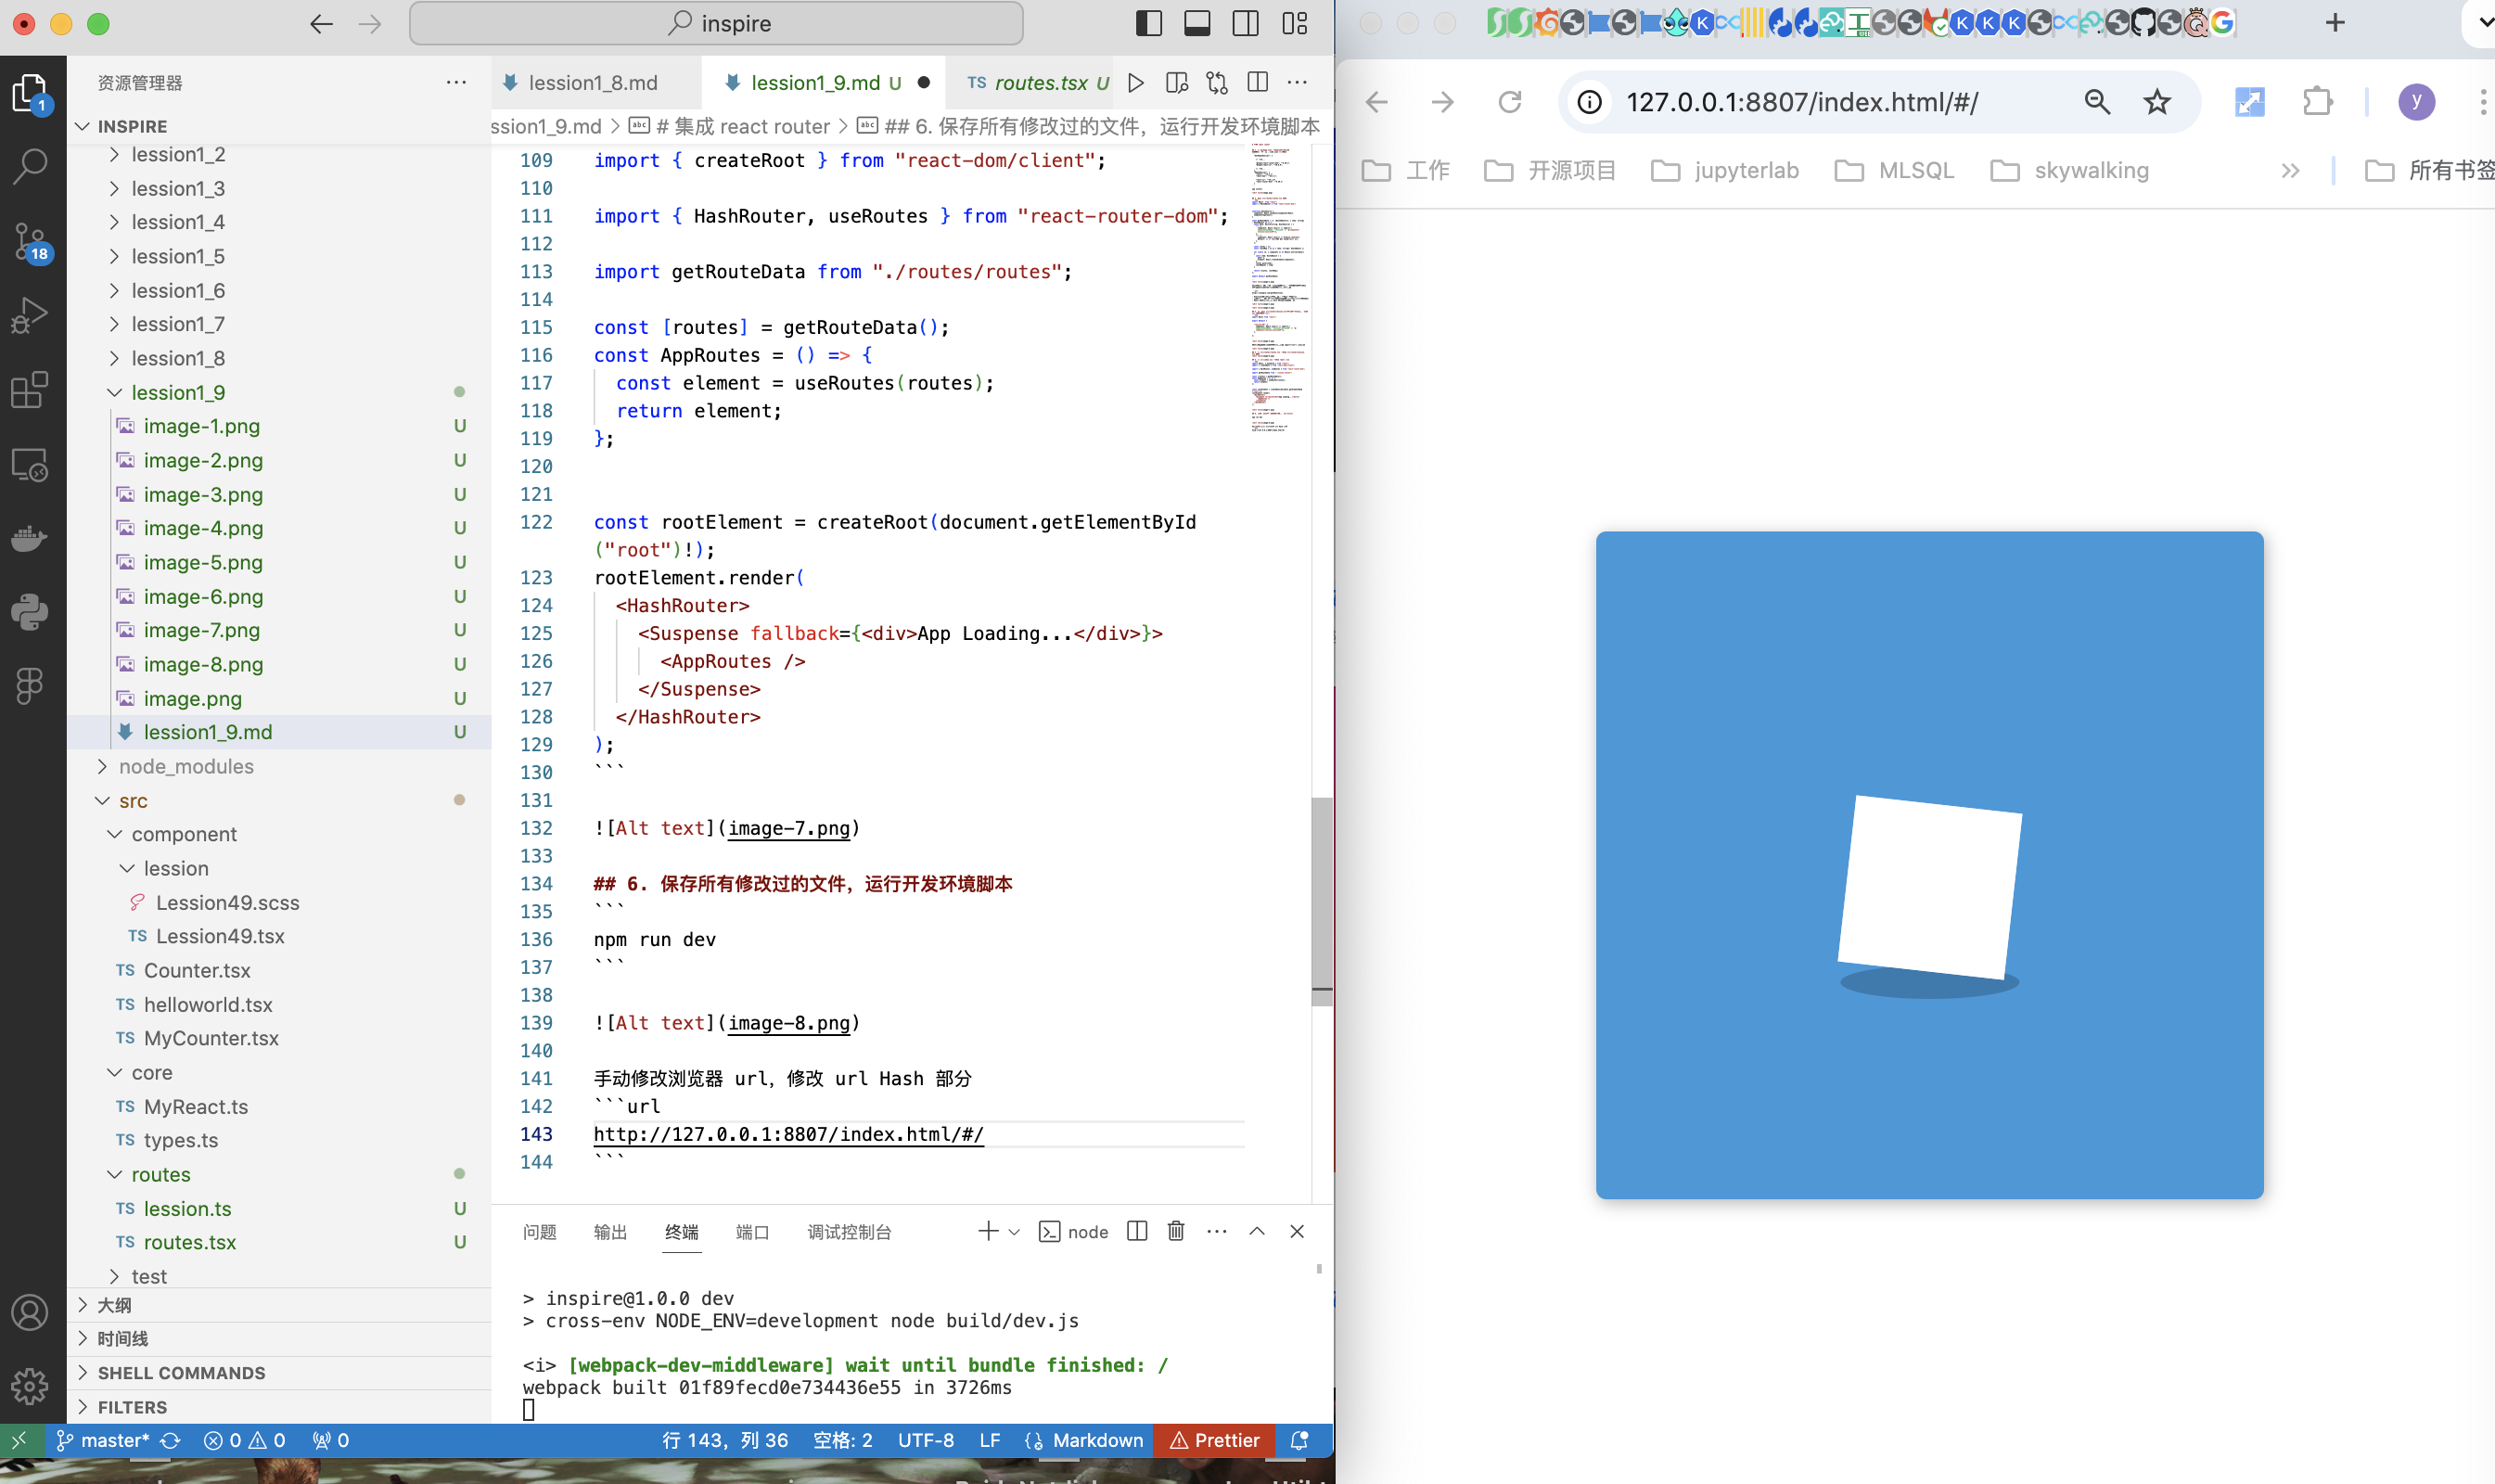 inspire
资源管理器
INSPIRE
lession1_2
lession1_3
lession1_4
lession1_5
lession1_6
lession1_7
lession1_8
lession1_9
image-1.png U
image-2.png U
image-3.png U
image-4.png U
image-5.png U
image-6.png U
image-7.png U
image-8.png U
image.png U
lession1_9.md U
node_modules
src
component
lession
Lession49.scss
TS Lession49.tsx
TS Counter.tsx
TS helloworld.tsx
TS MyCounter.tsx
core
TS MyReact.ts
TS types.ts
routes
TS lession.ts U
TS routes.tsx U
test
大纲
时间线
SHELL COMMANDS
FILTERS
1
18
lession1_8.md
lession1_9.md U
TS routes.tsx U
ssion1_9.md > # 集成 react router > ## 6. 保存所有修改过的文件，运行开发环境脚本
109 import { createRoot } from "react-dom/client";
110
111 import { HashRouter, useRoutes } from "react-router-dom";
112
113 import getRouteData from "./routes/routes";
114
115 const [routes] = getRouteData();
116 const AppRoutes = () => {
117 const element = useRoutes(routes);
118 return element;
119 };
120
121
122 const rootElement = createRoot(document.getElementById
("root")!);
123 rootElement.render(
124 <HashRouter>
125 <Suspense fallback={<div>App Loading...</div>}>
126 <AppRoutes />
127 </Suspense>
128 </HashRouter>
129 );
130 ```
131
132 ![Alt text](image-7.png)
133
134 ## 6. 保存所有修改过的文件，运行开发环境脚本
135 ```
136 npm run dev
137 ```
138
139 ![Alt text](image-8.png)
140
141 手动修改浏览器 url，修改 url Hash 部分
142 ```url
143 http://127.0.0.1:8807/index.html/#/
144 ```
问题 输出 终端 端口 调试控制台
node
> inspire@1.0.0 dev
> cross-env NODE_ENV=development node build/dev.js
<i> [webpack-dev-middleware] wait until bundle finished: /
webpack built 01f89fecd0e734436e55 in 3726ms
master* 0 0 0
行 143，列 36 空格: 2 UTF-8 LF Markdown Prettier
127.0.0.1:8807/index.html/#/
y
工作 开源项目 jupyterlab MLSQL skywalking
所有书签